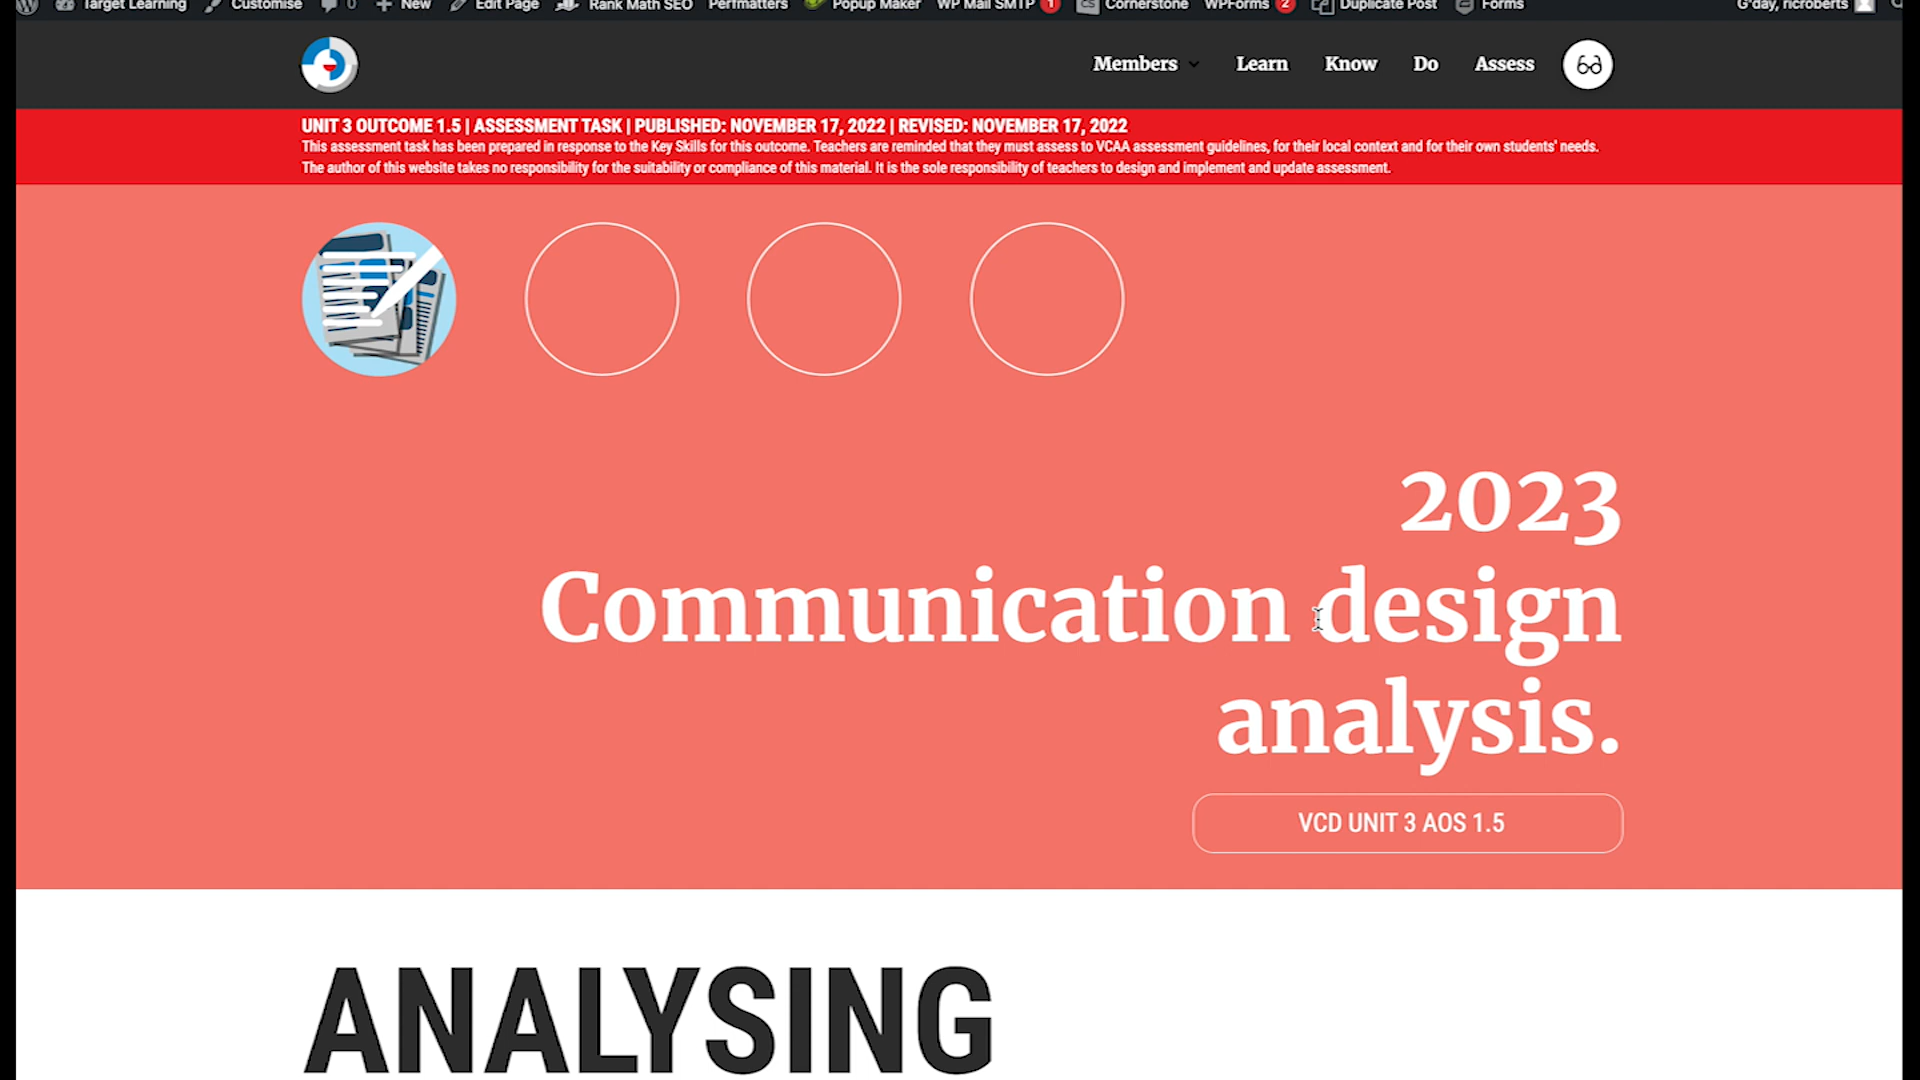 Target Learning Customise 0 New Edit Page Rank Math SEO Perfmatters Popup Maker WP Mail SMTP 1 Cornerstone WPForms 2 Duplicate Post Forms G'day, ricroberts
Members Learn Know Do Assess
UNIT 3 OUTCOME 1.5 | ASSESSMENT TASK | PUBLISHED: NOVEMBER 17, 2022 | REVISED: NOVEMBER 17, 2022
This assessment task has been prepared in response to the Key Skills for this outcome. Teachers are reminded that they must assess to VCAA assessment guidelines, for their local context and for their own students' needs.
The author of this website takes no responsibility for the suitability or compliance of this material. It is the sole responsibility of teachers to design and implement and update assessment.
2023
Communication design
analysis.
VCD UNIT 3 AOS 1.5
ANALYSING